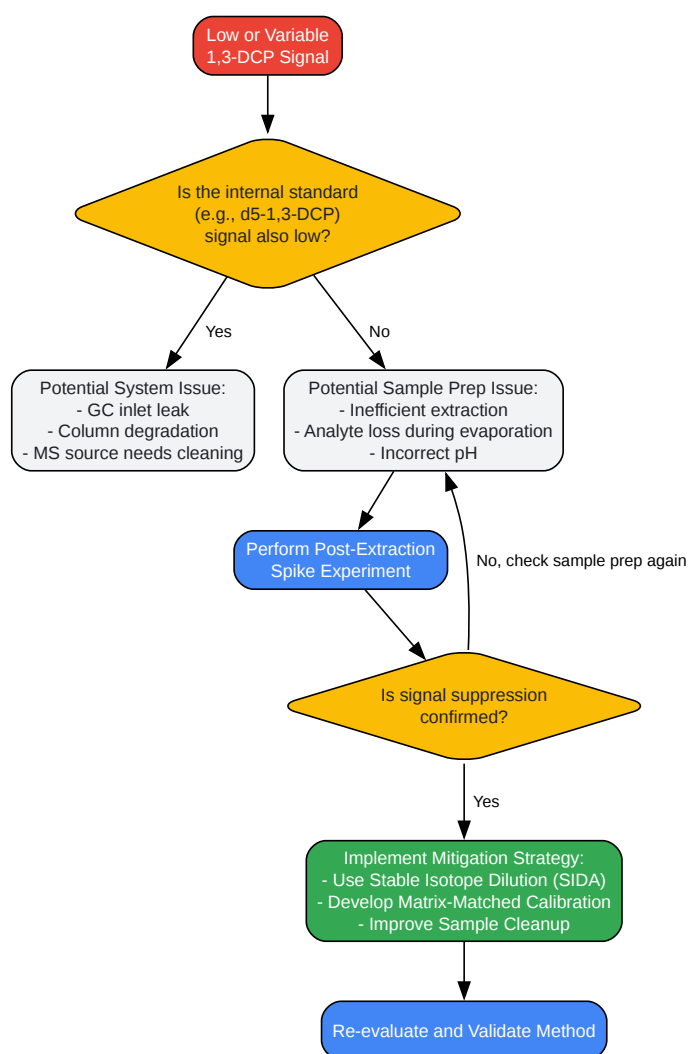 Low or Variable
1,3-DCP Signal
Is the internal standard
(e.g., d5-1,3-DCP)
signal also low?
Yes
No
Potential System Issue:
- GC inlet leak
- Column degradation
- MS source needs cleaning
Potential Sample Prep Issue:
- Inefficient extraction
- Analyte loss during evaporation
- Incorrect pH
Perform Post-Extraction
Spike Experiment
No, check sample prep again
Is signal suppression
confirmed?
Yes
Implement Mitigation Strategy:
- Use Stable Isotope Dilution (SIDA)
- Develop Matrix-Matched Calibration
- Improve Sample Cleanup
Re-evaluate and Validate Method